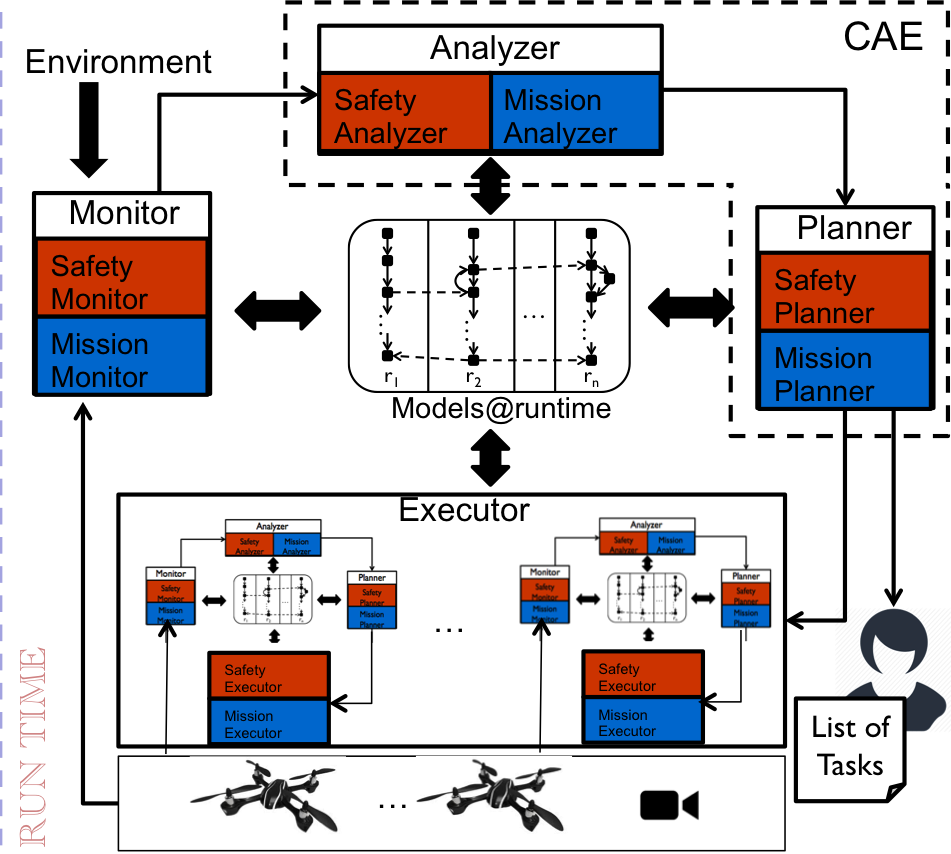 CAE
Analyzer
Safety
Analyzer
Mission
Analyzer
Environment
Monitor
Safety
Monitor
Mission
Monitor
Planner
Safety
Planner
Mission
Planner
...
r1
r2
rn
Models@runtime
Executor
Analyzer
Safety
Analyzer
Mission
Analyzer
Monitor
Safety
Monitor
Mission
Monitor
Planner
Safety
Planner
Mission
Planner
Safety
Executor
Mission
Executor
...
Analyzer
Safety
Analyzer
Mission
Analyzer
Monitor
Safety
Monitor
Mission
Monitor
Planner
Safety
Planner
Mission
Planner
Safety
Executor
Mission
Executor
...
List of
Tasks
RUN TIME